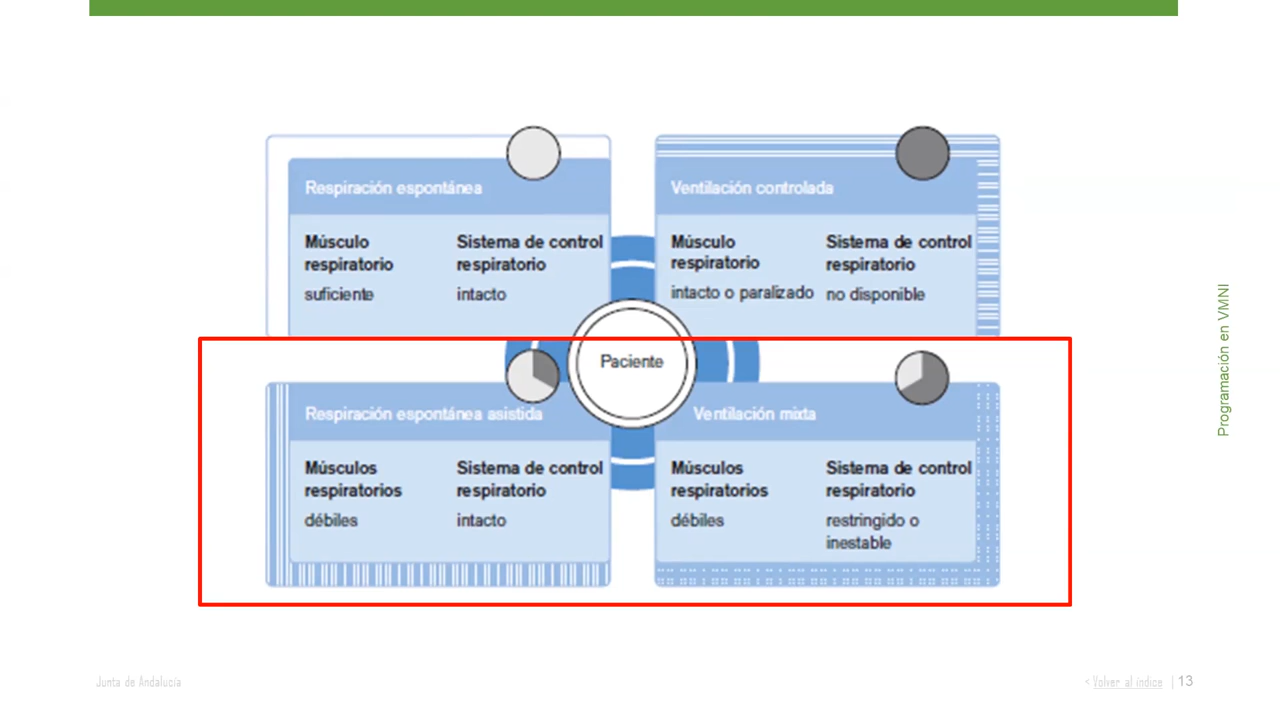 Respiración espontánea
Músculo
respiratorio
suficiente
Sistema de control
respiratorio
intacto
Ventilación controlada
Músculo
respiratorio
intacto o paralizado
Sistema de control
respiratorio
no disponible
Paciente
Respiración espontánea asistida
Músculos
respiratorios
débiles
Sistema de control
respiratorio
intacto
Ventilación mixta
Músculos
respiratorios
débiles
Sistema de control
respiratorio
restringido o
inestable
Programación en VMNI
Junta de Andalucía
< Volver al índice | 13